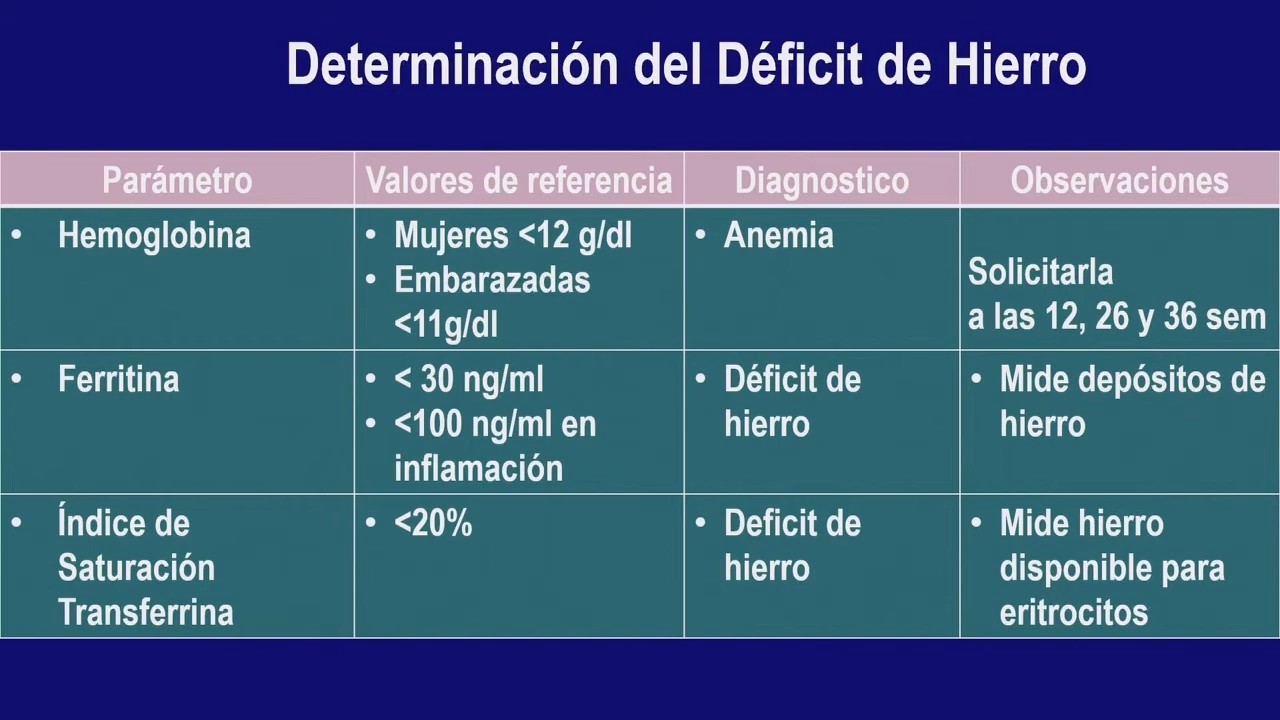 Determinación del Déficit de Hierro
Parámetro
Valores de referencia
Diagnostico
Observaciones
• Hemoglobina
• Mujeres <12 g/dl
• Embarazadas
<11g/dl
• Anemia
Solicitarla
a las 12, 26 y 36 sem
• Ferritina
• < 30 ng/ml
• <100 ng/ml en
inflamación
• Déficit de
hierro
• Mide depósitos de
hierro
• Índice de
Saturación
Transferrina
• <20%
• Deficit de
hierro
• Mide hierro
disponible para
eritrocitos